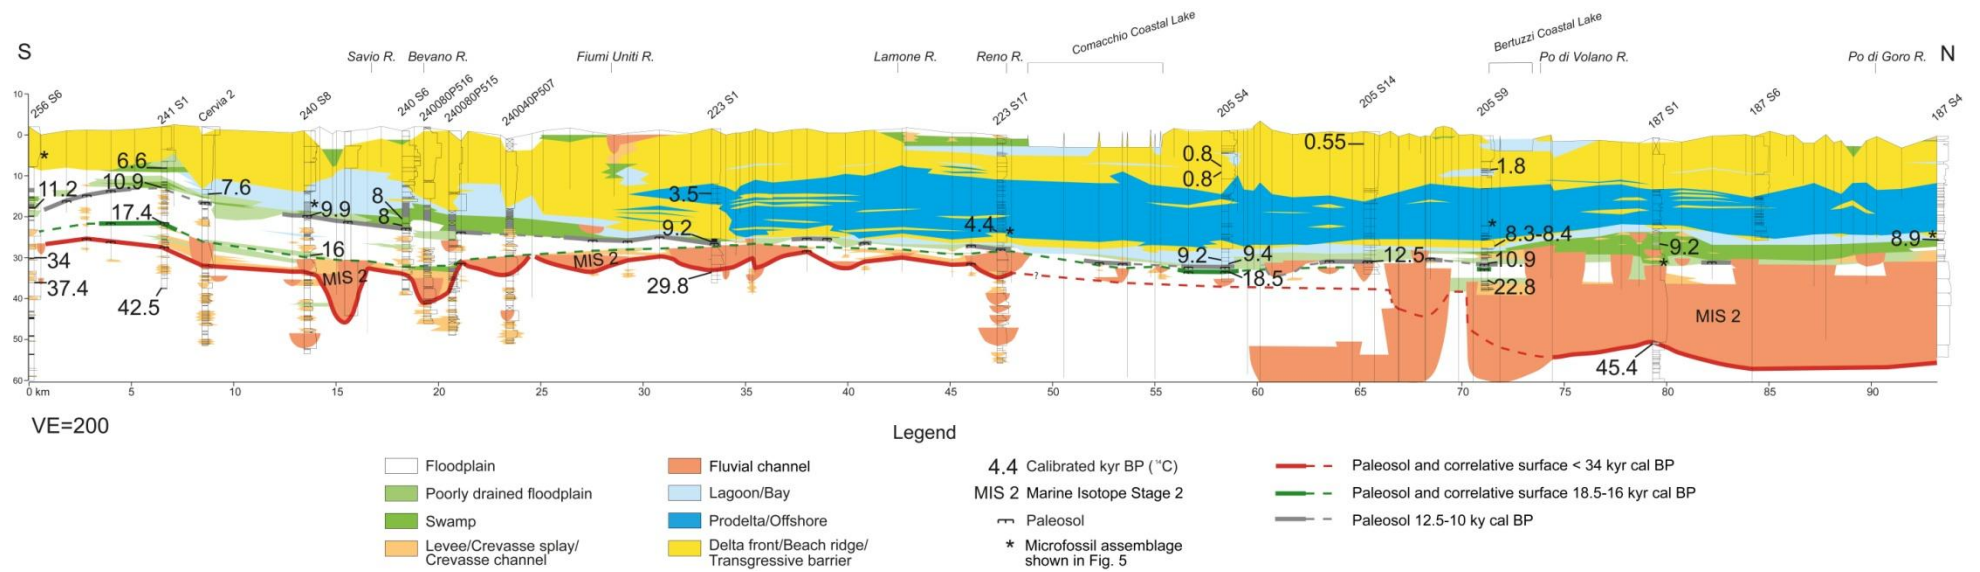 S
N
Savio R.
Bevano R.
Fiumi Uniti R.
Lamone R.
Reno R.
Comacchio Coastal Lake
Bertuzzi Coastal Lake
Po di Volano R.
Po di Goro R.
256 S6
241 S1
Cervia 2
240 S8
240 S6
240080P516
240080P515
240040P507
223 S1
223 S17
205 S4
205 S14
205 S9
187 S1
187 S6
187 S4
10
0
10
20
30
40
50
60
*
6.6
11.2
10.9
7.6
17.4
34
37.4
42.5
*
9.9
16
MIS 2
8
8
MIS 2
3.5
9.2
29.8
4.4 *
0.8
0.8
9.2
9.4
18.5
0.55
12.5
1.8
*
8.3-8.4
10.9
22.8
9.2
*
45.4
MIS 2
8.9
*
?
0 km
5
10
15
20
25
30
35
40
45
50
55
60
65
70
75
80
85
90
VE=200
Legend
Floodplain
Poorly drained floodplain
Swamp
Levee/Crevasse splay/
Crevasse channel
Fluvial channel
Lagoon/Bay
Prodelta/Offshore
Delta front/Beach ridge/
Transgressive barrier
4.4 Calibrated kyr BP (¹⁴C)
MIS 2 Marine Isotope Stage 2
Paleosol
* Microfossil assemblage
shown in Fig. 5
Paleosol and correlative surface < 34 kyr cal BP
Paleosol and correlative surface 18.5-16 kyr cal BP
Paleosol 12.5-10 ky cal BP